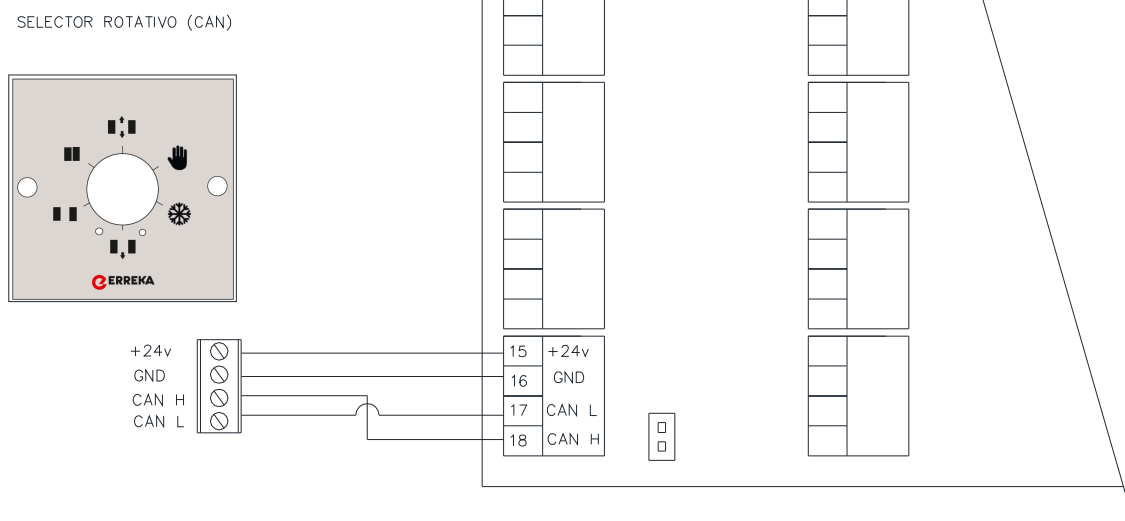 SELECTOR ROTATIVO (CAN)
ERREKA
+24v
GND
CAN H
CAN L
15 +24v
16 GND
17 CAN L
18 CAN H